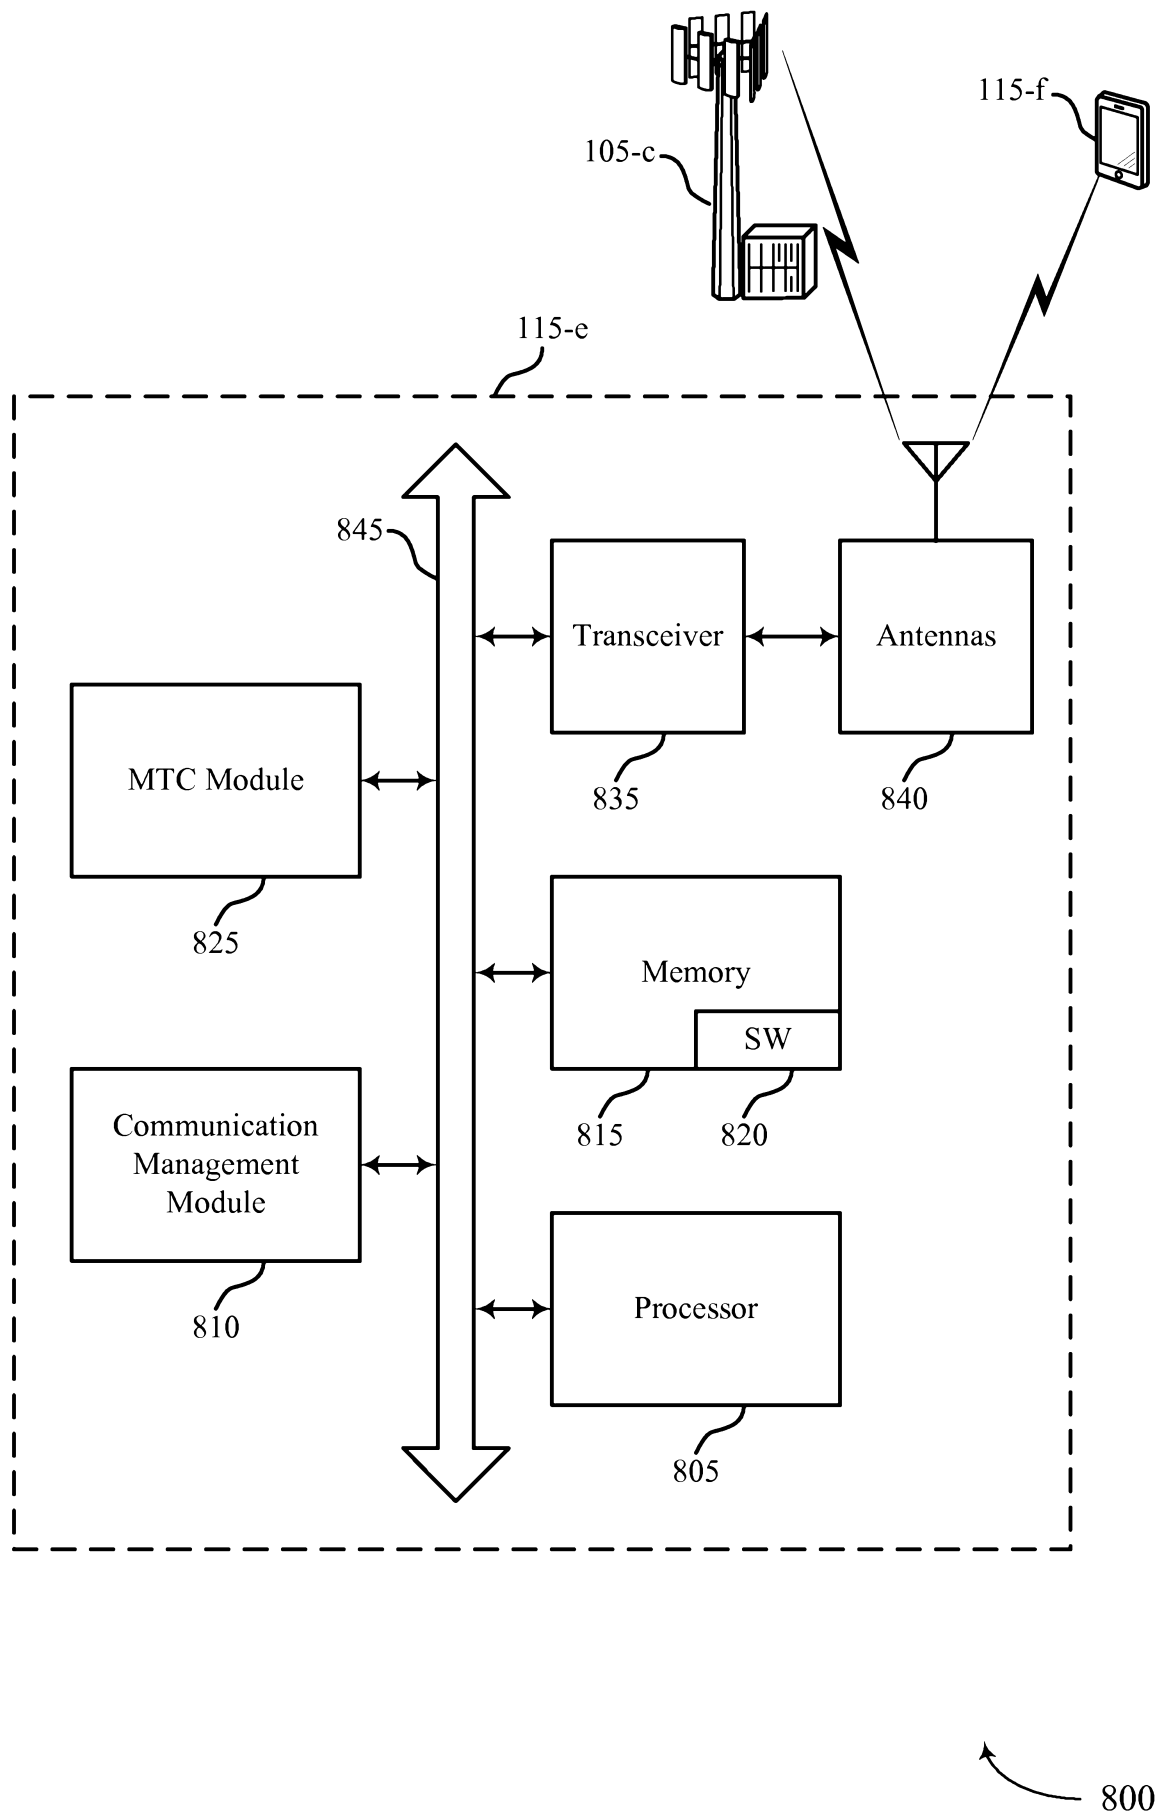 115-f
105-c
115-e
845
Transceiver
Antennas
835
840
MTC Module
825
Memory
SW
815
820
Communication
Management
Module
810
Processor
805
800